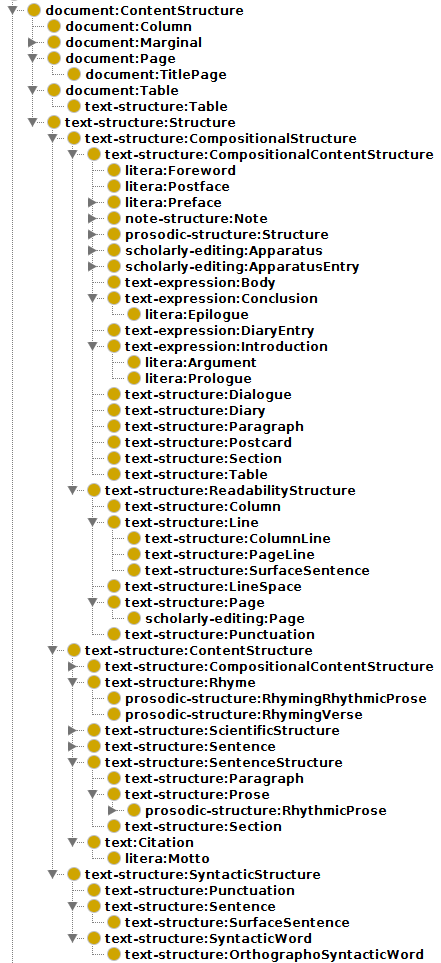 document:ContentStructure
document:Column
document:Marginal
document:Page
document:TitlePage
document:Table
text-structure:Table
text-structure:Structure
text-structure:CompositionalStructure
text-structure:CompositionalContentStructure
litera:Foreword
litera:Postface
litera:Preface
note-structure:Note
prosodic-structure:Structure
scholarly-editing:Apparatus
scholarly-editing:ApparatusEntry
text-expression:Body
text-expression:Conclusion
litera:Epilogue
text-expression:DiaryEntry
text-expression:Introduction
litera:Argument
litera:Prologue
text-structure:Dialogue
text-structure:Diary
text-structure:Paragraph
text-structure:Postcard
text-structure:Section
text-structure:Table
text-structure:ReadabilityStructure
text-structure:Column
text-structure:Line
text-structure:ColumnLine
text-structure:PageLine
text-structure:SurfaceSentence
text-structure:LineSpace
text-structure:Page
scholarly-editing:Page
text-structure:Punctuation
text-structure:ContentStructure
text-structure:CompositionalContentStructure
text-structure:Rhyme
prosodic-structure:RhymingRhythmicProse
prosodic-structure:RhymingVerse
text-structure:ScientificStructure
text-structure:Sentence
text-structure:SentenceStructure
text-structure:Paragraph
text-structure:Prose
prosodic-structure:RhythmicProse
text-structure:Section
text:Citation
litera:Motto
text-structure:SyntacticStructure
text-structure:Punctuation
text-structure:Sentence
text-structure:SurfaceSentence
text-structure:SyntacticWord
text-structure:OrthographoSyntacticWord